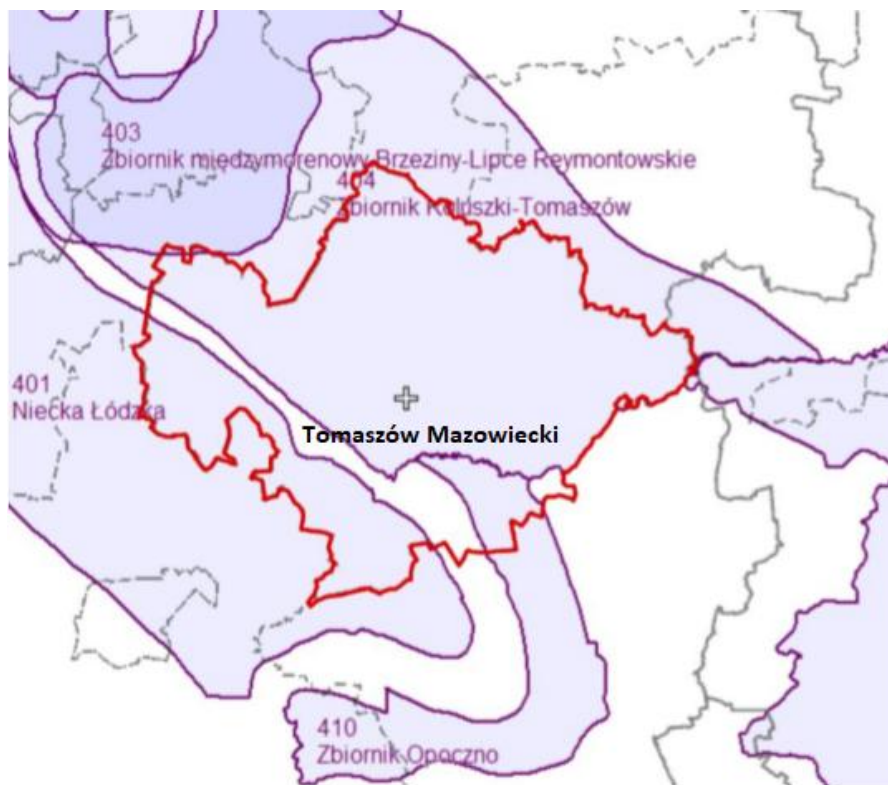 403
Zbiornik międzymorenowy Brzeziny-Lipce Reymontowskie
404
Zbiornik Koluszki-Tomaszów
401
Niecka Łódzka
Tomaszów Mazowiecki
410
Zbiornik Opoczno